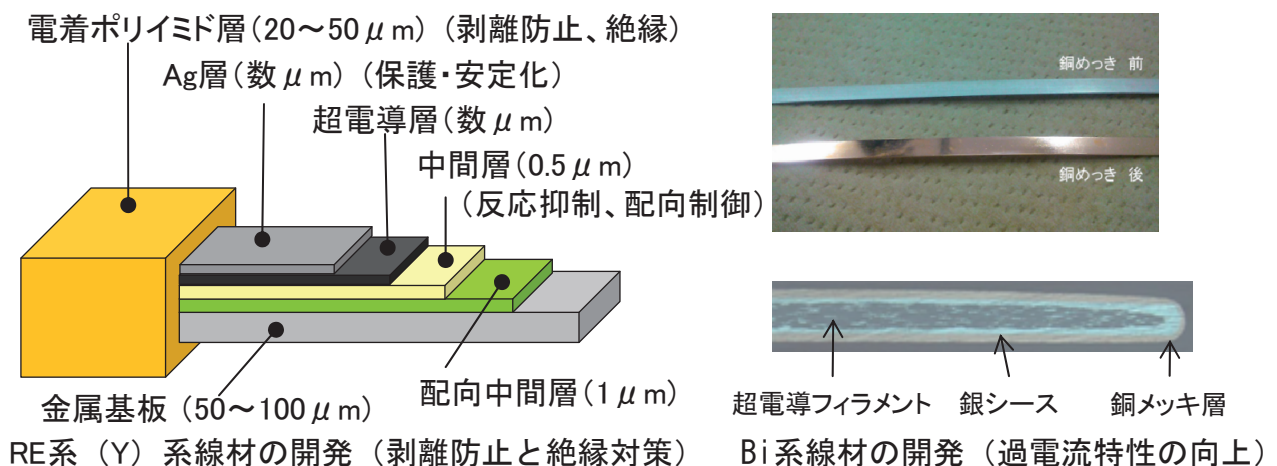 電着ポリイミド層(20～50μm) (剥離防止、絶縁)
Ag層(数μm) (保護・安定化)
超電導層(数μm)
中間層(0.5μm)
(反応抑制、配向制御)
金属基板 (50～100μm)
配向中間層(1μm)
RE系 (Y) 系線材の開発 (剥離防止と絶縁対策)
銅めっき 前
銅めっき 後
超電導フィラメント 銀シース 銅メッキ層
Bi系線材の開発 (過電流特性の向上)